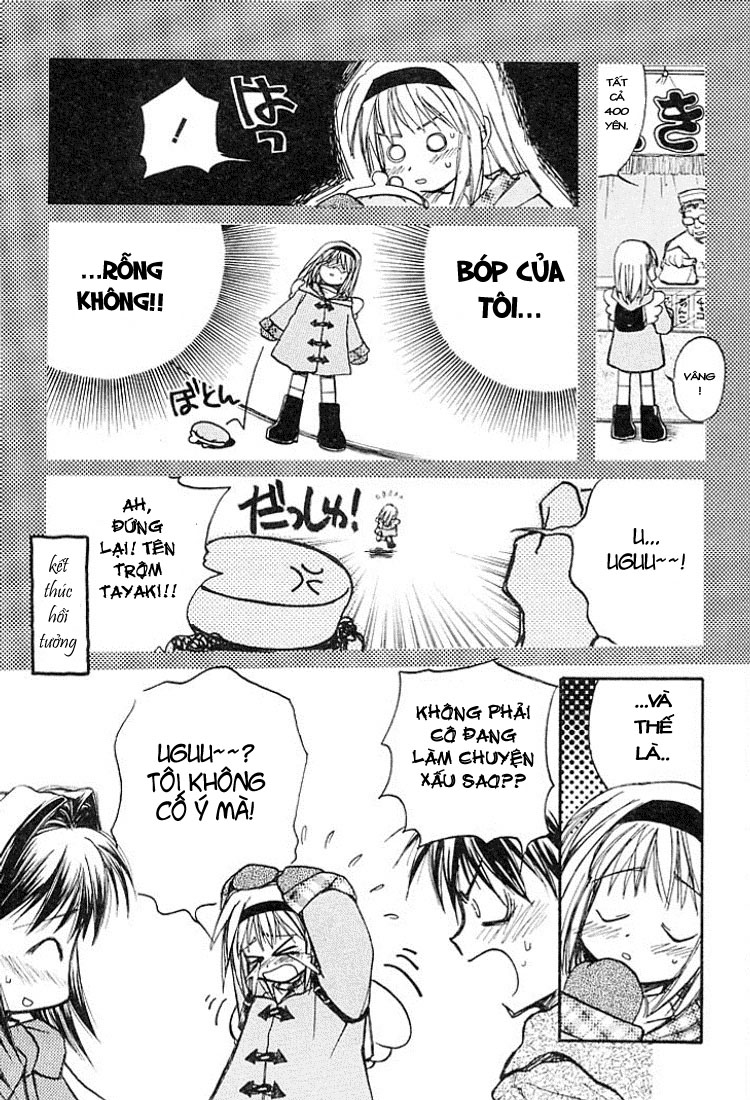 TẤT
CẢ
400
YÊN.
き
VÂNG
!
はっ
!
BÓP CỦA
TÔI...
...RỖNG
KHÔNG!!
ぼとん
U...
UGUU~~!
だっしゅ!
AH,
ĐỨNG
LẠI! TÊN
TRỘM
TAYAKI!!
kết
thúc
hồi
tưởng
...VÀ
THẾ
LÀ..
KHÔNG PHẢI
CÔ ĐANG
LÀM CHUYỆN
XẤU SAO??
UGUU~~?
TÔI KHÔNG
CỐ Ý MÀ!